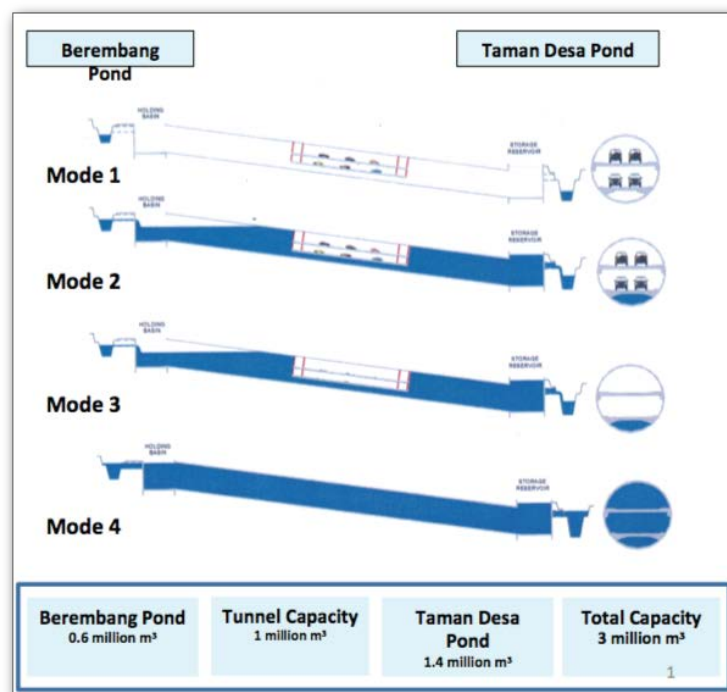 Berembang
Pond
Taman Desa Pond
HOLDING
BASIN
STORAGE
RESERVOIR
Mode 1
HOLDING
BASIN
STORAGE
RESERVOIR
Mode 2
HOLDING
BASIN
STORAGE
RESERVOIR
Mode 3
HOLDING
BASIN
STORAGE
RESERVOIR
Mode 4
Berembang Pond
0.6 million m³
Tunnel Capacity
1 million m³
Taman Desa
Pond
1.4 million m³
Total Capacity
3 million m³
1